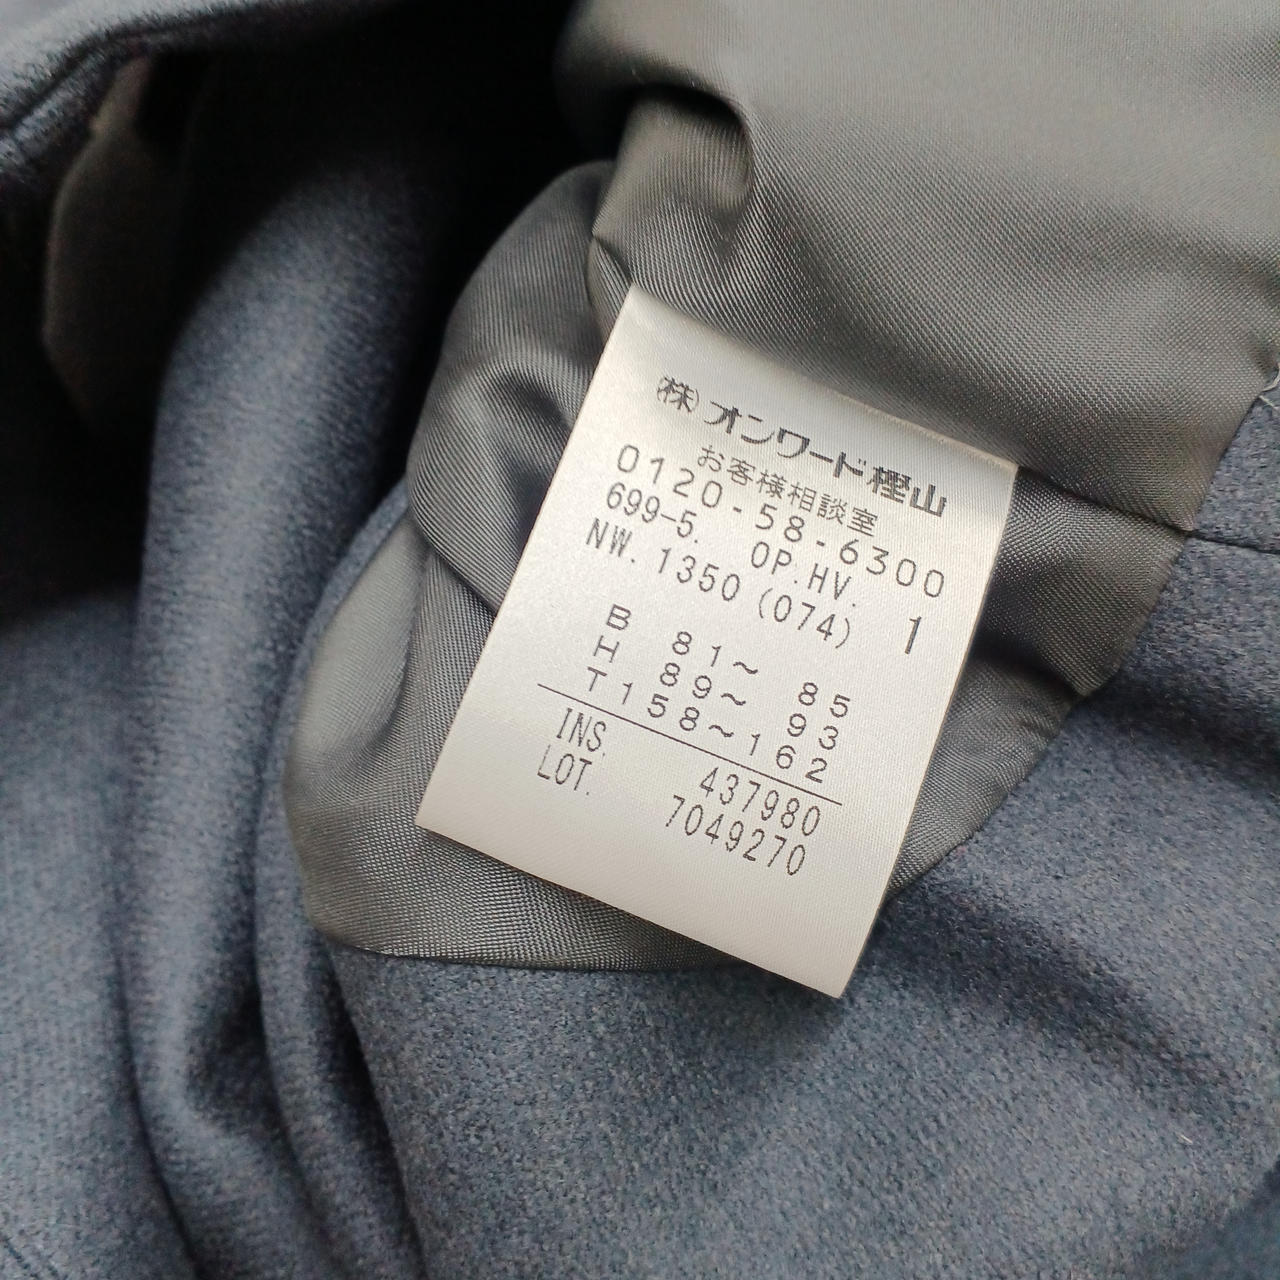 ㈱オンワード樫山
お客様相談室
0120-58-6300
699-5. OP.HV.
NW.1350(074) 1
B 81~ 85
H 89~ 93
T158~162
INS. 437980
LOT. 7049270